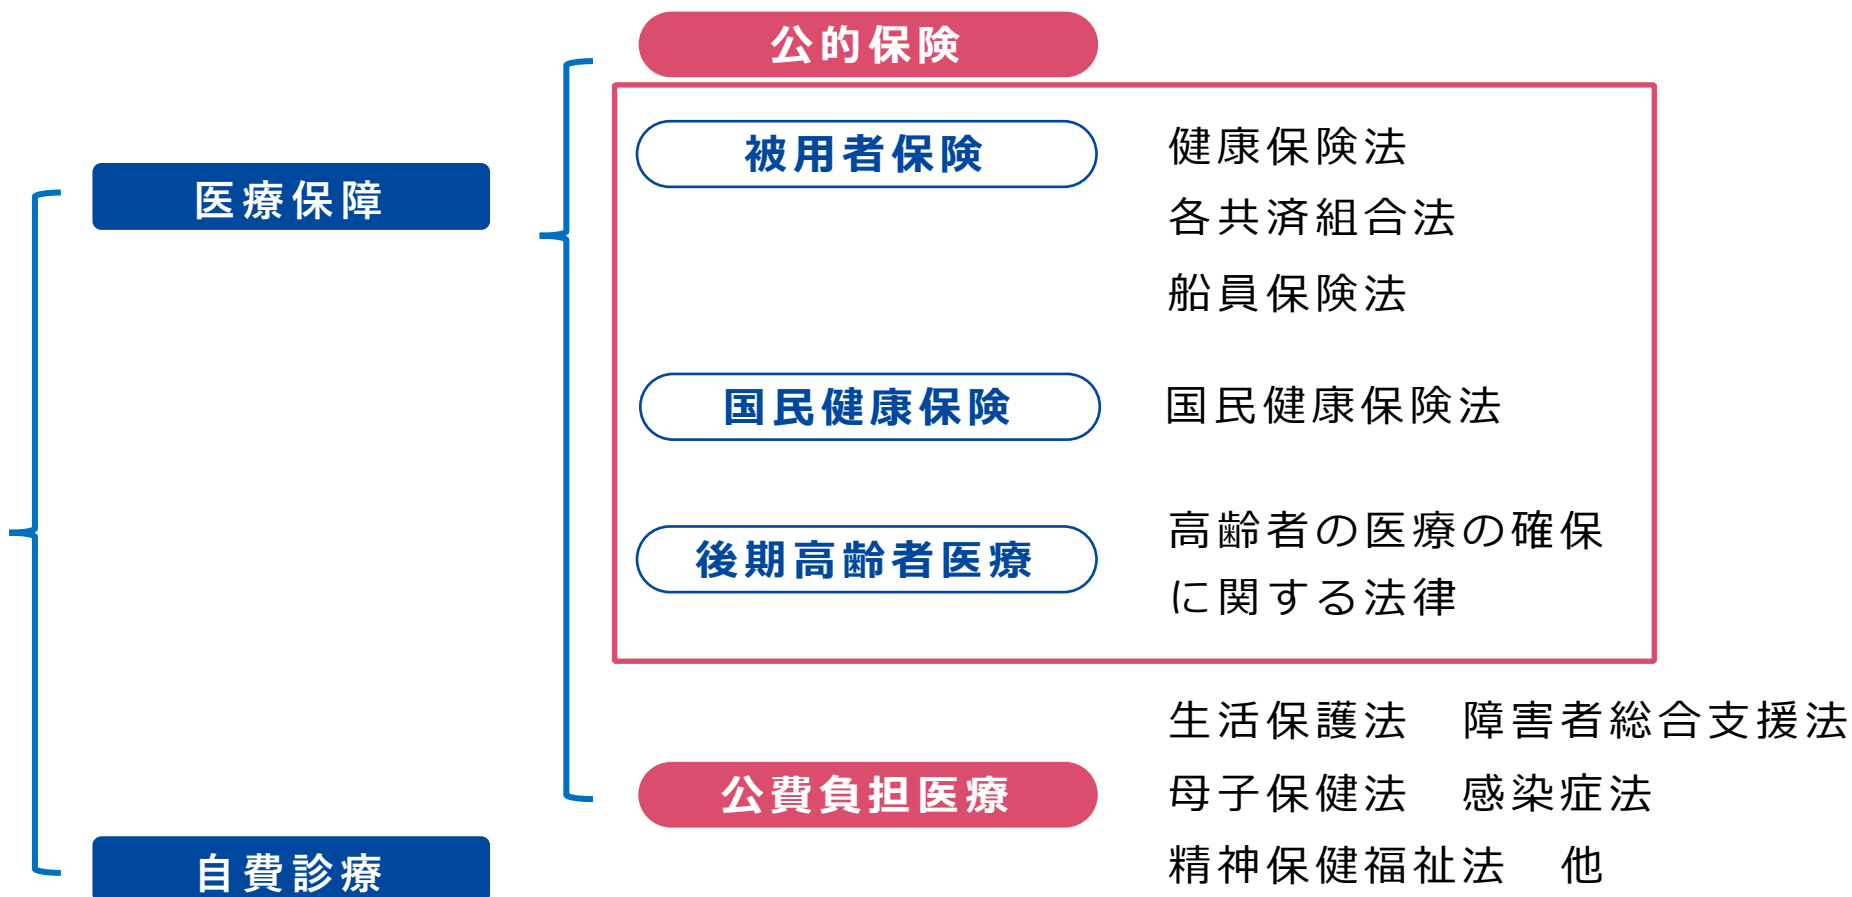 公的保険
被用者保険
健康保険法
各共済組合法
船員保険法
医療保障
国民健康保険
国民健康保険法
後期高齢者医療
高齢者の医療の確保
に関する法律
公費負担医療
生活保護法　障害者総合支援法
母子保健法　感染症法
精神保健福祉法　他
自費診療